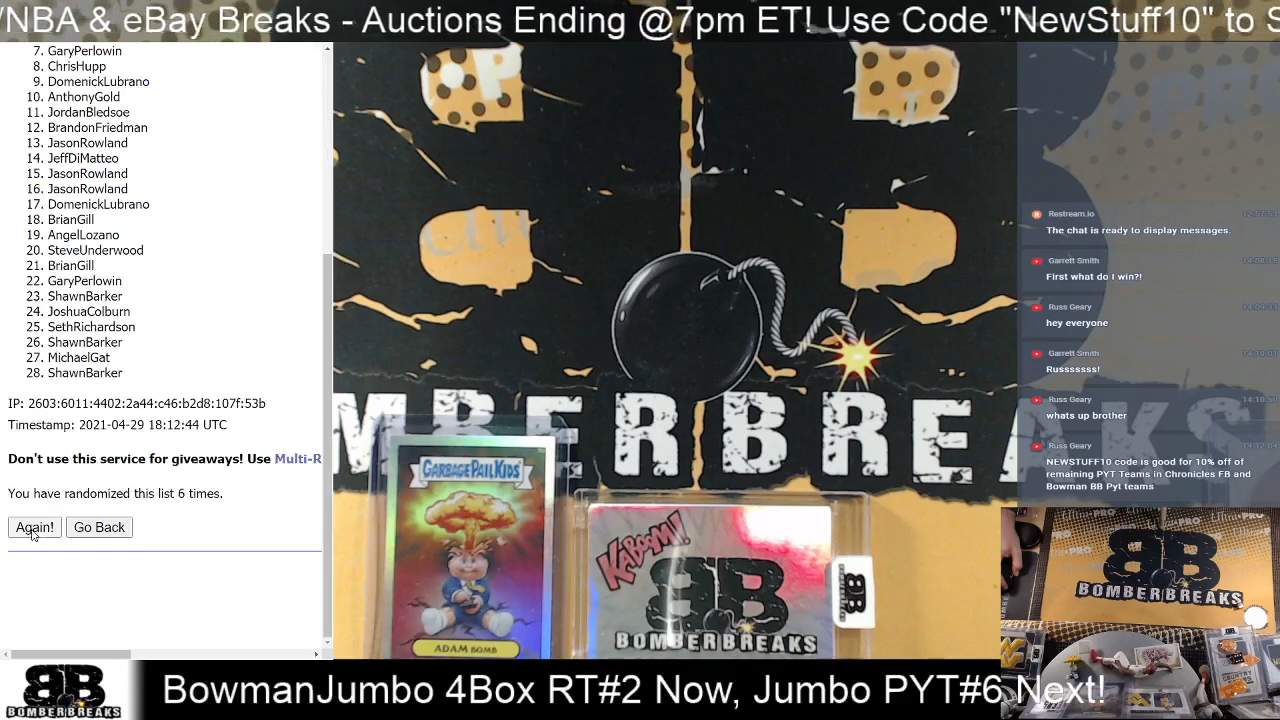 /NBA & eBay Breaks - Auctions Ending @7pm ET! Use Code "NewStuff10" to S
7. GaryPerlowin
8. ChrisHupp
9. DomenickLubrano
10. AnthonyGold
11. JordanBledsoe
12. BrandonFriedman
13. JasonRowland
14. JeffDiMatteo
15. JasonRowland
16. JasonRowland
17. DomenickLubrano
18. BrianGill
19. AngelLozano
20. SteveUnderwood
21. BrianGill
22. GaryPerlowin
23. ShawnBarker
24. JoshuaColburn
25. SethRichardson
26. ShawnBarker
27. MichaelGat
28. ShawnBarker
IP: 2603:6011:4402:2a44:c46:b2d8:107f:53b
Timestamp: 2021-04-29 18:12:44 UTC
Don't use this service for giveaways! Use Multi-R
You have randomized this list 6 times.
Again! Go Back
MBERBREAKS
GARBAGE PAIL KIDS
ADAM BOMB
KABOOM!
BB
BOMBERBREAKS
BB
Restream.io
The chat is ready to display messages.
Garrett Smith
First what do I win?!
Russ Geary
hey everyone
Garrett Smith
Russssssss!
Russ Geary
whats up brother
Russ Geary
NEWSTUFF10 code is good for 10% off of
remaining PYT Teams in Chronicles FB and
Bowman BB Pyt teams
BB
BOMBERBREAKS
BB
BOMBERBREAKS
BowmanJumbo 4Box RT#2 Now, Jumbo PYT#6 Next!